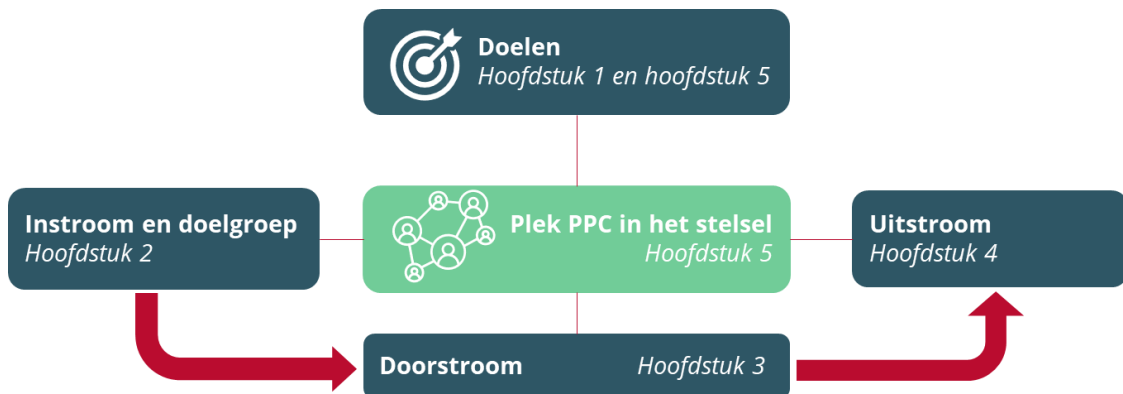 Doelen
Hoofdstuk 1 en hoofdstuk 5
Instroom en doelgroep
Hoofdstuk 2
Plek PPC in het stelsel
Hoofdstuk 5
Uitstroom
Hoofdstuk 4
Doorstroom Hoofdstuk 3